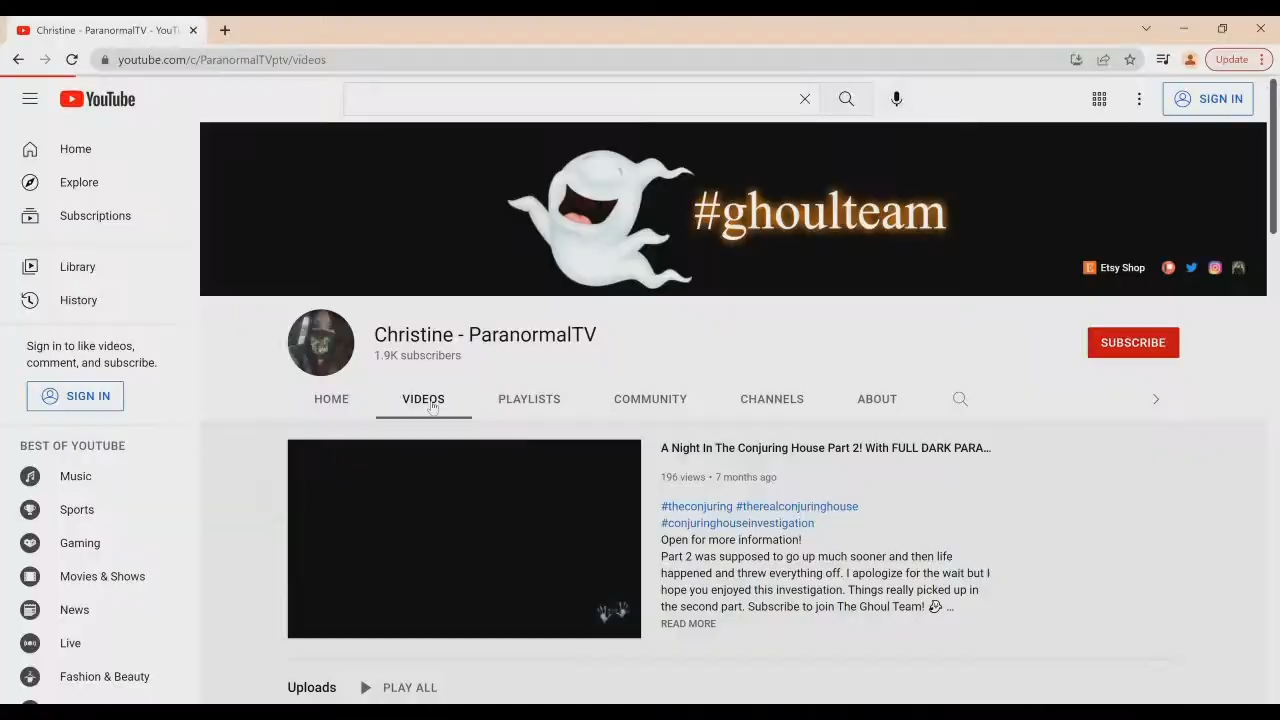 Christine - ParanormalTV - YouT
youtube.com/c/ParanormalTVptv/videos
Update
YouTube
SIGN IN
Home
Explore
Subscriptions
Library
History
Sign in to like videos,
comment, and subscribe.
SIGN IN
BEST OF YOUTUBE
Music
Sports
Gaming
Movies & Shows
News
Live
Fashion & Beauty
#ghoulteam
Etsy Shop
Christine - ParanormalTV
1.9K subscribers
SUBSCRIBE
HOME
VIDEOS
PLAYLISTS
COMMUNITY
CHANNELS
ABOUT
A Night In The Conjuring House Part 2! With FULL DARK PARA...
196 views • 7 months ago
#theconjuring #therealconjuringhouse
#conjuringhouseinvestigation
Open for more information!
Part 2 was supposed to go up much sooner and then life
happened and threw everything off. I apologize for the wait but I
hope you enjoyed this investigation. Things really picked up in
the second part. Subscribe to join The Ghoul Team! 👻 ...
READ MORE
Uploads
PLAY ALL